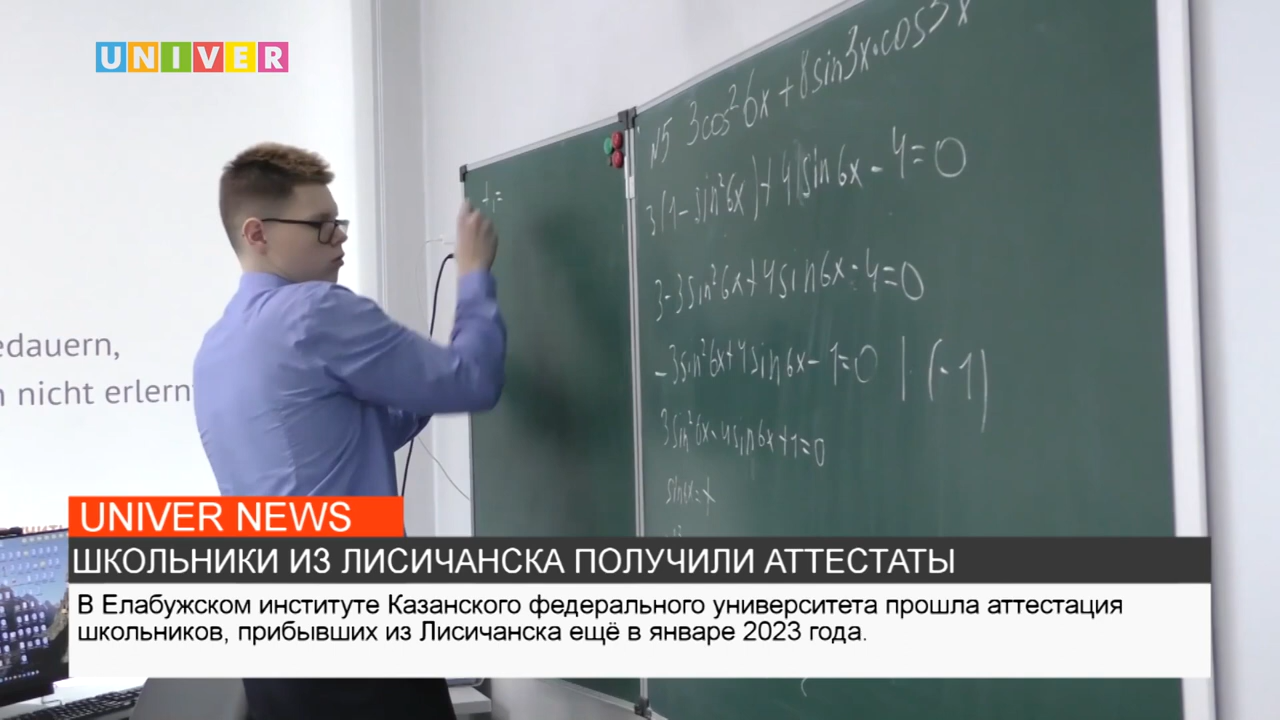 UNIVER
№5 3cos²6x + 8sin3x·cos3x
3(1-sin²6x)+4sin6x-4=0
3-3sin²6x+4sin6x-4=0
-3sin²6x+4sin6x-1=0 |·(-1)
3sin²6x-4sin6x+1=0
sin6x=t
t₁=
edauern,
nicht erlern
UNIVER NEWS
ШКОЛЬНИКИ ИЗ ЛИСИЧАНСКА ПОЛУЧИЛИ АТТЕСТАТЫ
В Елабужском институте Казанского федерального университета прошла аттестация
школьников, прибывших из Лисичанска ещё в январе 2023 года.